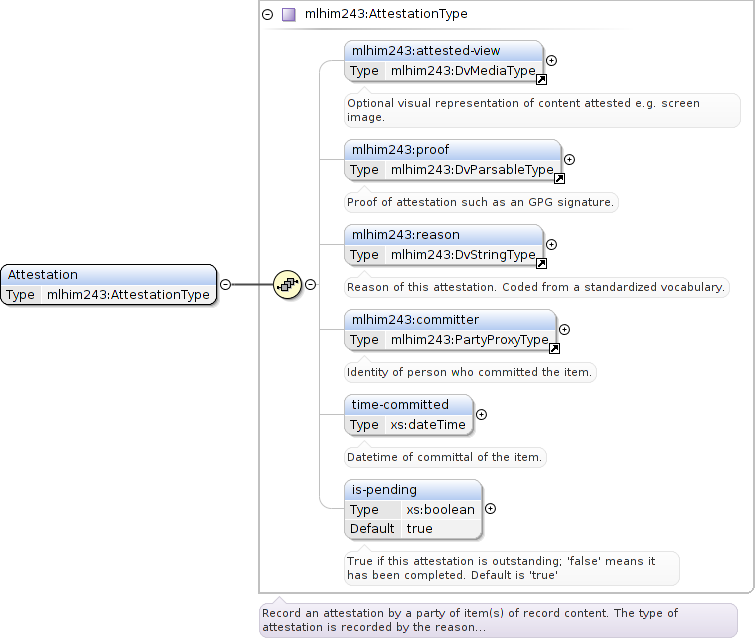 mlhim243:AttestationType
mlhim243:attested-view
Type mlhim243:DvMediaType
Optional visual representation of content attested e.g. screen
image.
mlhim243:proof
Type mlhim243:DvParsableType
Proof of attestation such as an GPG signature.
mlhim243:reason
Type mlhim243:DvStringType
Reason of this attestation. Coded from a standardized vocabulary.
Attestation
Type mlhim243:AttestationType
mlhim243:committer
Type mlhim243:PartyProxyType
Identity of person who committed the item.
time-committed
Type xs:dateTime
Datetime of committal of the item.
is-pending
Type xs:boolean
Default true
True if this attestation is outstanding; 'false' means it
has been completed. Default is 'true'
Record an attestation by a party of item(s) of record content. The type of
attestation is recorded by the reason...